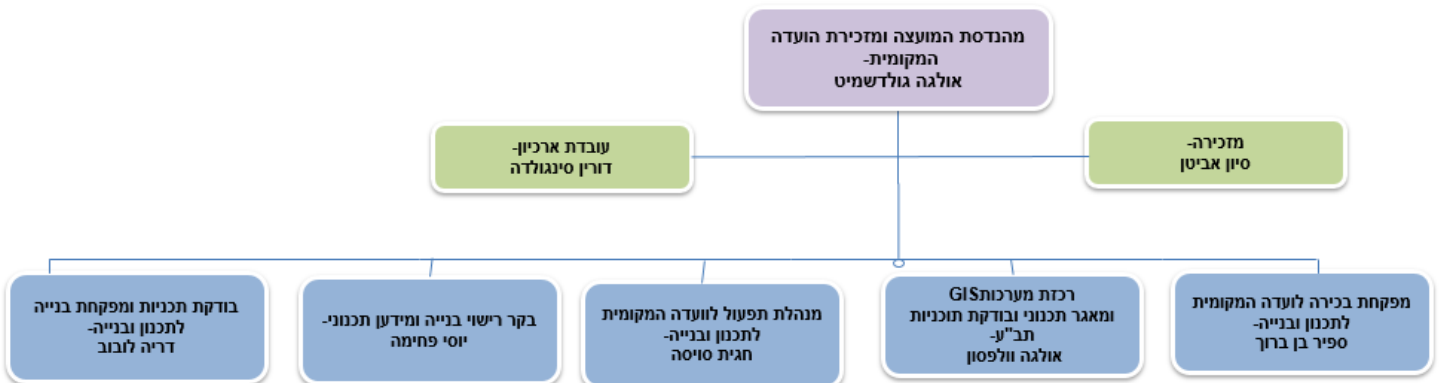 מהנדסת המועצה ומזכירת הועדה
המקומית-
אולגה גולדשמיט
מזכירה-
סיון אביטן
עובדת ארכיון-
דורין סינגולדה
מפקחת בכירה לועדה המקומית
לתכנון ובנייה-
ספיר בן ברוך
רכזת מערכותGIS
ומאגר תכנוני ובודקת תוכניות
תב"ע-
אולגה וולפסון
מנהלת תפעול לוועדה המקומית
לתכנון ובנייה-
חגית סויסה
בקר רישוי בנייה ומידען תכנוני-
יוסי פחימה
בודקת תכניות ומפקחת בנייה
לתכנון ובנייה-
דריה לובוב